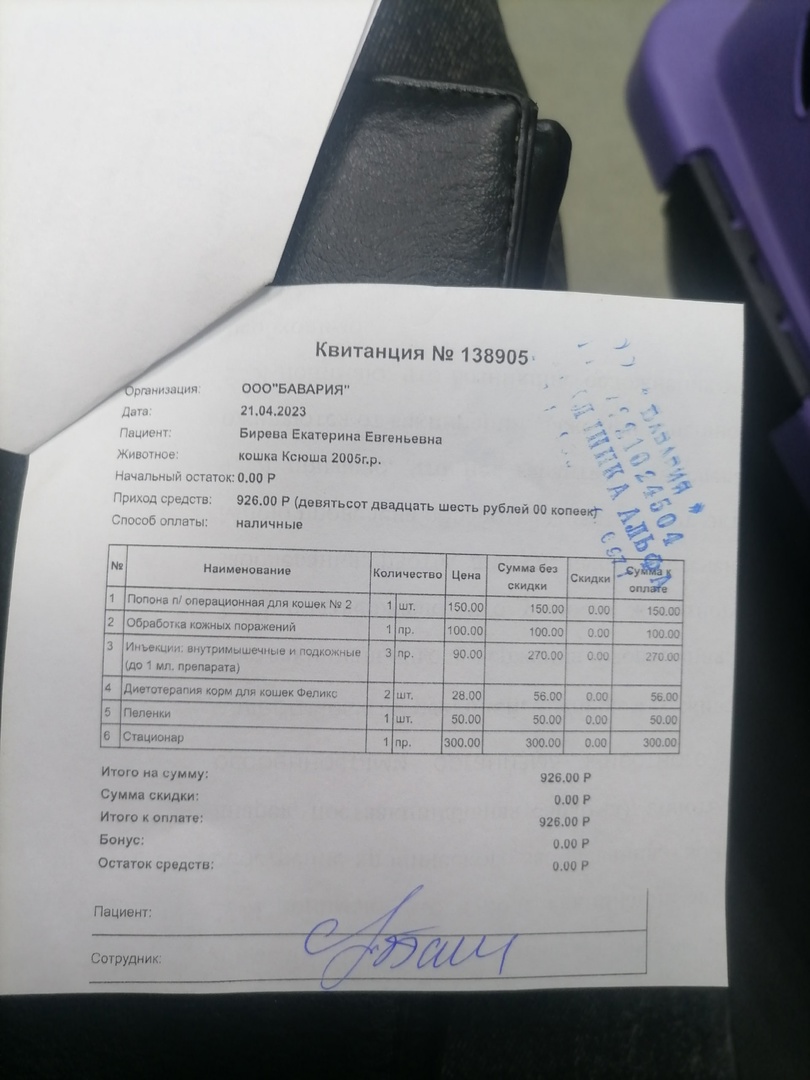 Квитанция № 138905
Организация: ООО"БАВАРИЯ"
Дата: 21.04.2023
Пациент: Бирева Екатерина Евгеньевна
Животное: кошка Ксюша 2005г.р.
Начальный остаток: 0.00 Р
Приход средств: 926.00 Р (девятьсот двадцать шесть рублей 00 копеек)
Способ оплаты: наличные
« БАВАРИЯ »
КЛИНИКА АЛЬФА
№ Наименование Количество Цена Сумма без скидки Скидки Сумма к оплате
1 Попона п/ операционная для кошек № 2 1 шт. 150.00 150.00 0.00 150.00
2 Обработка кожных поражений 1 пр. 100.00 100.00 0.00 100.00
3 Инъекции: внутримышечные и подкожные (до 1 мл. препарата) 3 пр. 90.00 270.00 0.00 270.00
4 Диетотерапия корм для кошек Феликс 2 шт. 28.00 56.00 0.00 56.00
5 Пеленки 1 шт. 50.00 50.00 0.00 50.00
6 Стационар 1 пр. 300.00 300.00 0.00 300.00
Итого на сумму: 926.00 Р
Сумма скидки: 0.00 Р
Итого к оплате: 926.00 Р
Бонус: 0.00 Р
Остаток средств: 0.00 Р
Пациент:
Сотрудник: